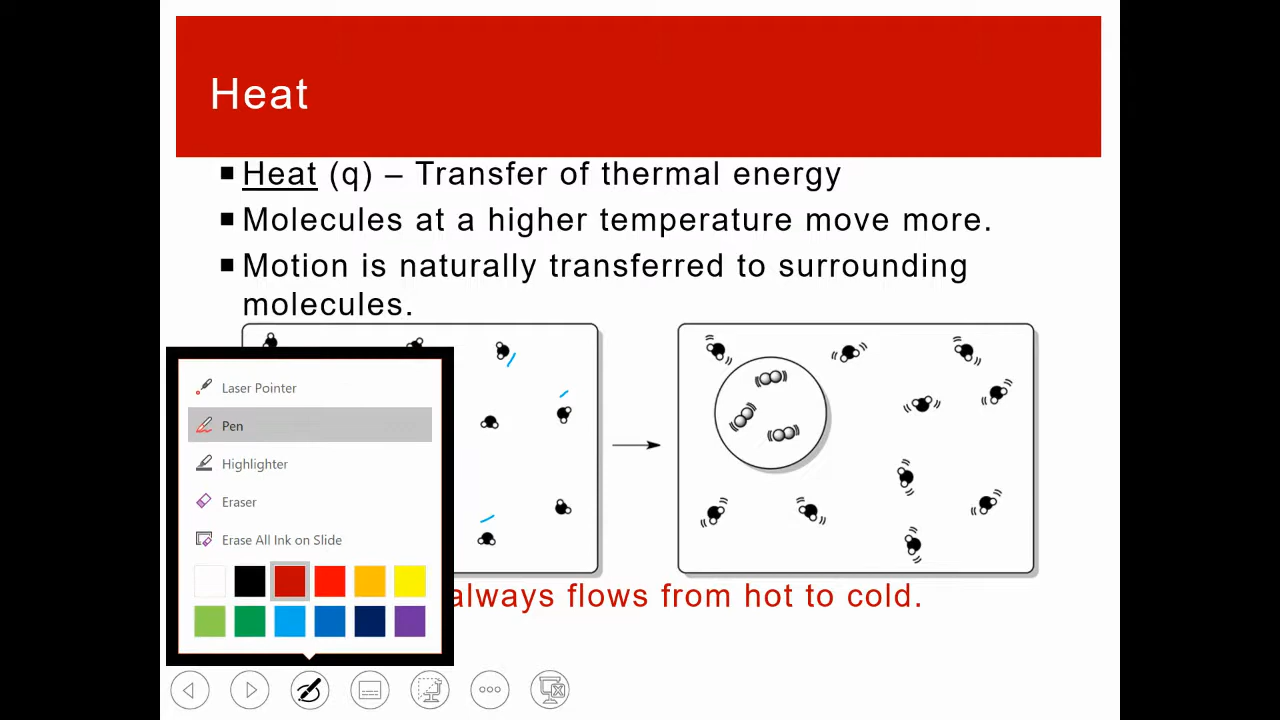 Heat
Heat (q) – Transfer of thermal energy
Molecules at a higher temperature move more.
Motion is naturally transferred to surrounding
molecules.
Laser Pointer
Pen
Highlighter
Eraser
Erase All Ink on Slide
always flows from hot to cold.